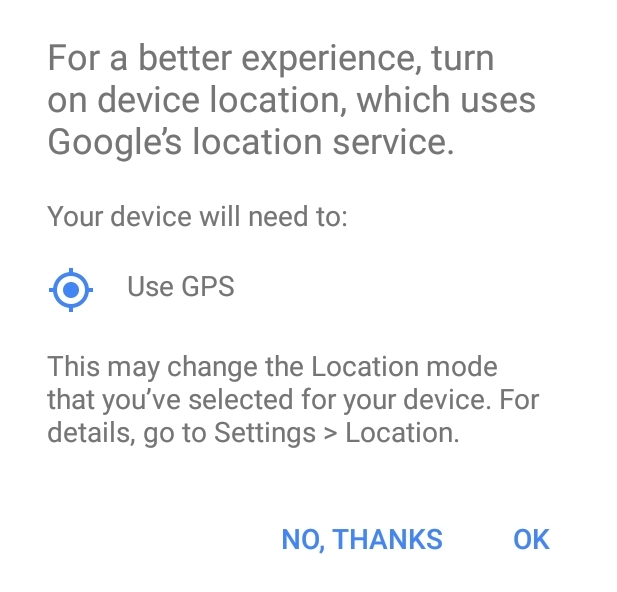 For a better experience, turn
on device location, which uses
Google’s location service.
Your device will need to:
Use GPS
This may change the Location mode
that you’ve selected for your device. For
details, go to Settings > Location.
NO, THANKS OK